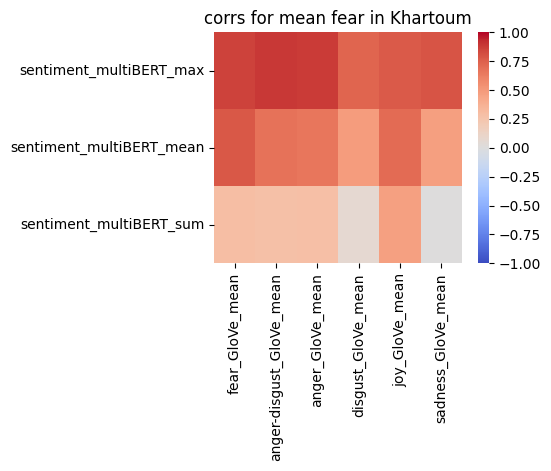 corrs for mean fear in Khartoum
sentiment_multiBERT_max
sentiment_multiBERT_mean
sentiment_multiBERT_sum
fear_GloVe_mean
anger-disgust_GloVe_mean
anger_GloVe_mean
disgust_GloVe_mean
joy_GloVe_mean
sadness_GloVe_mean
1.00
0.75
0.50
0.25
0.00
−0.25
−0.50
−0.75
−1.00